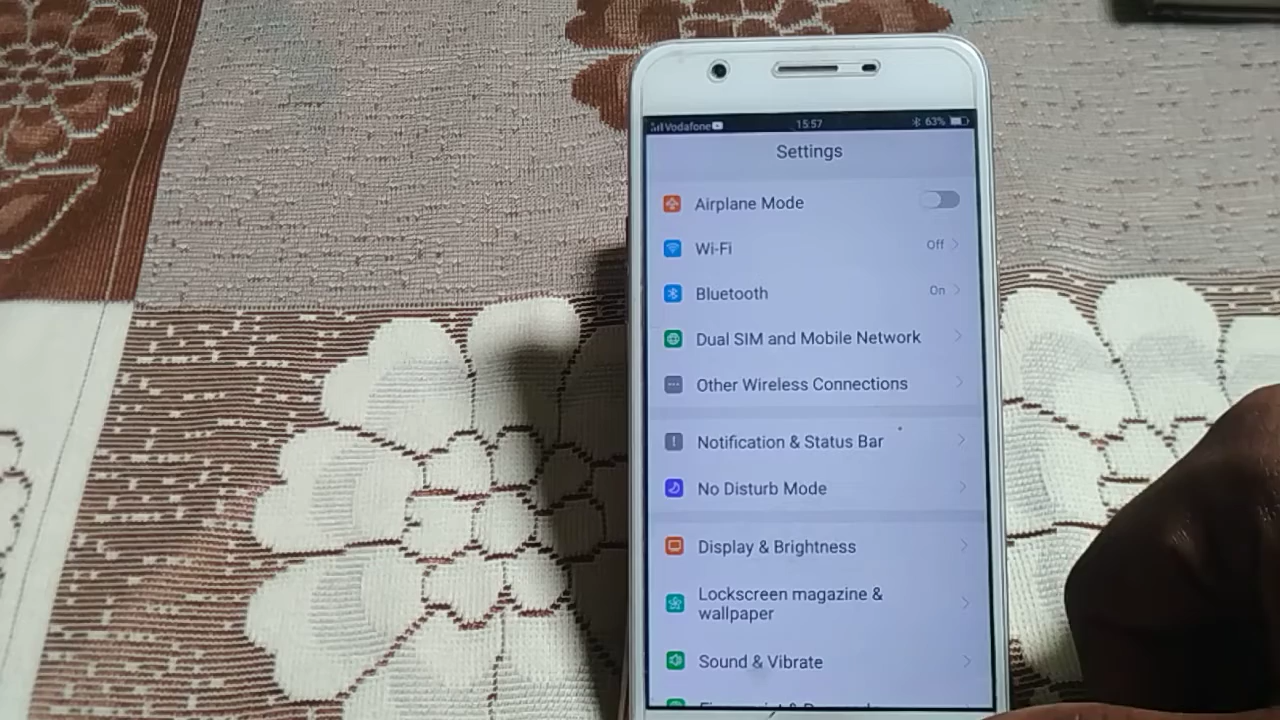 Vodafone 15:57 63%
Settings
Airplane Mode
Wi-Fi Off
Bluetooth On
Dual SIM and Mobile Network
Other Wireless Connections
Notification & Status Bar
No Disturb Mode
Display & Brightness
Lockscreen magazine &
wallpaper
Sound & Vibrate